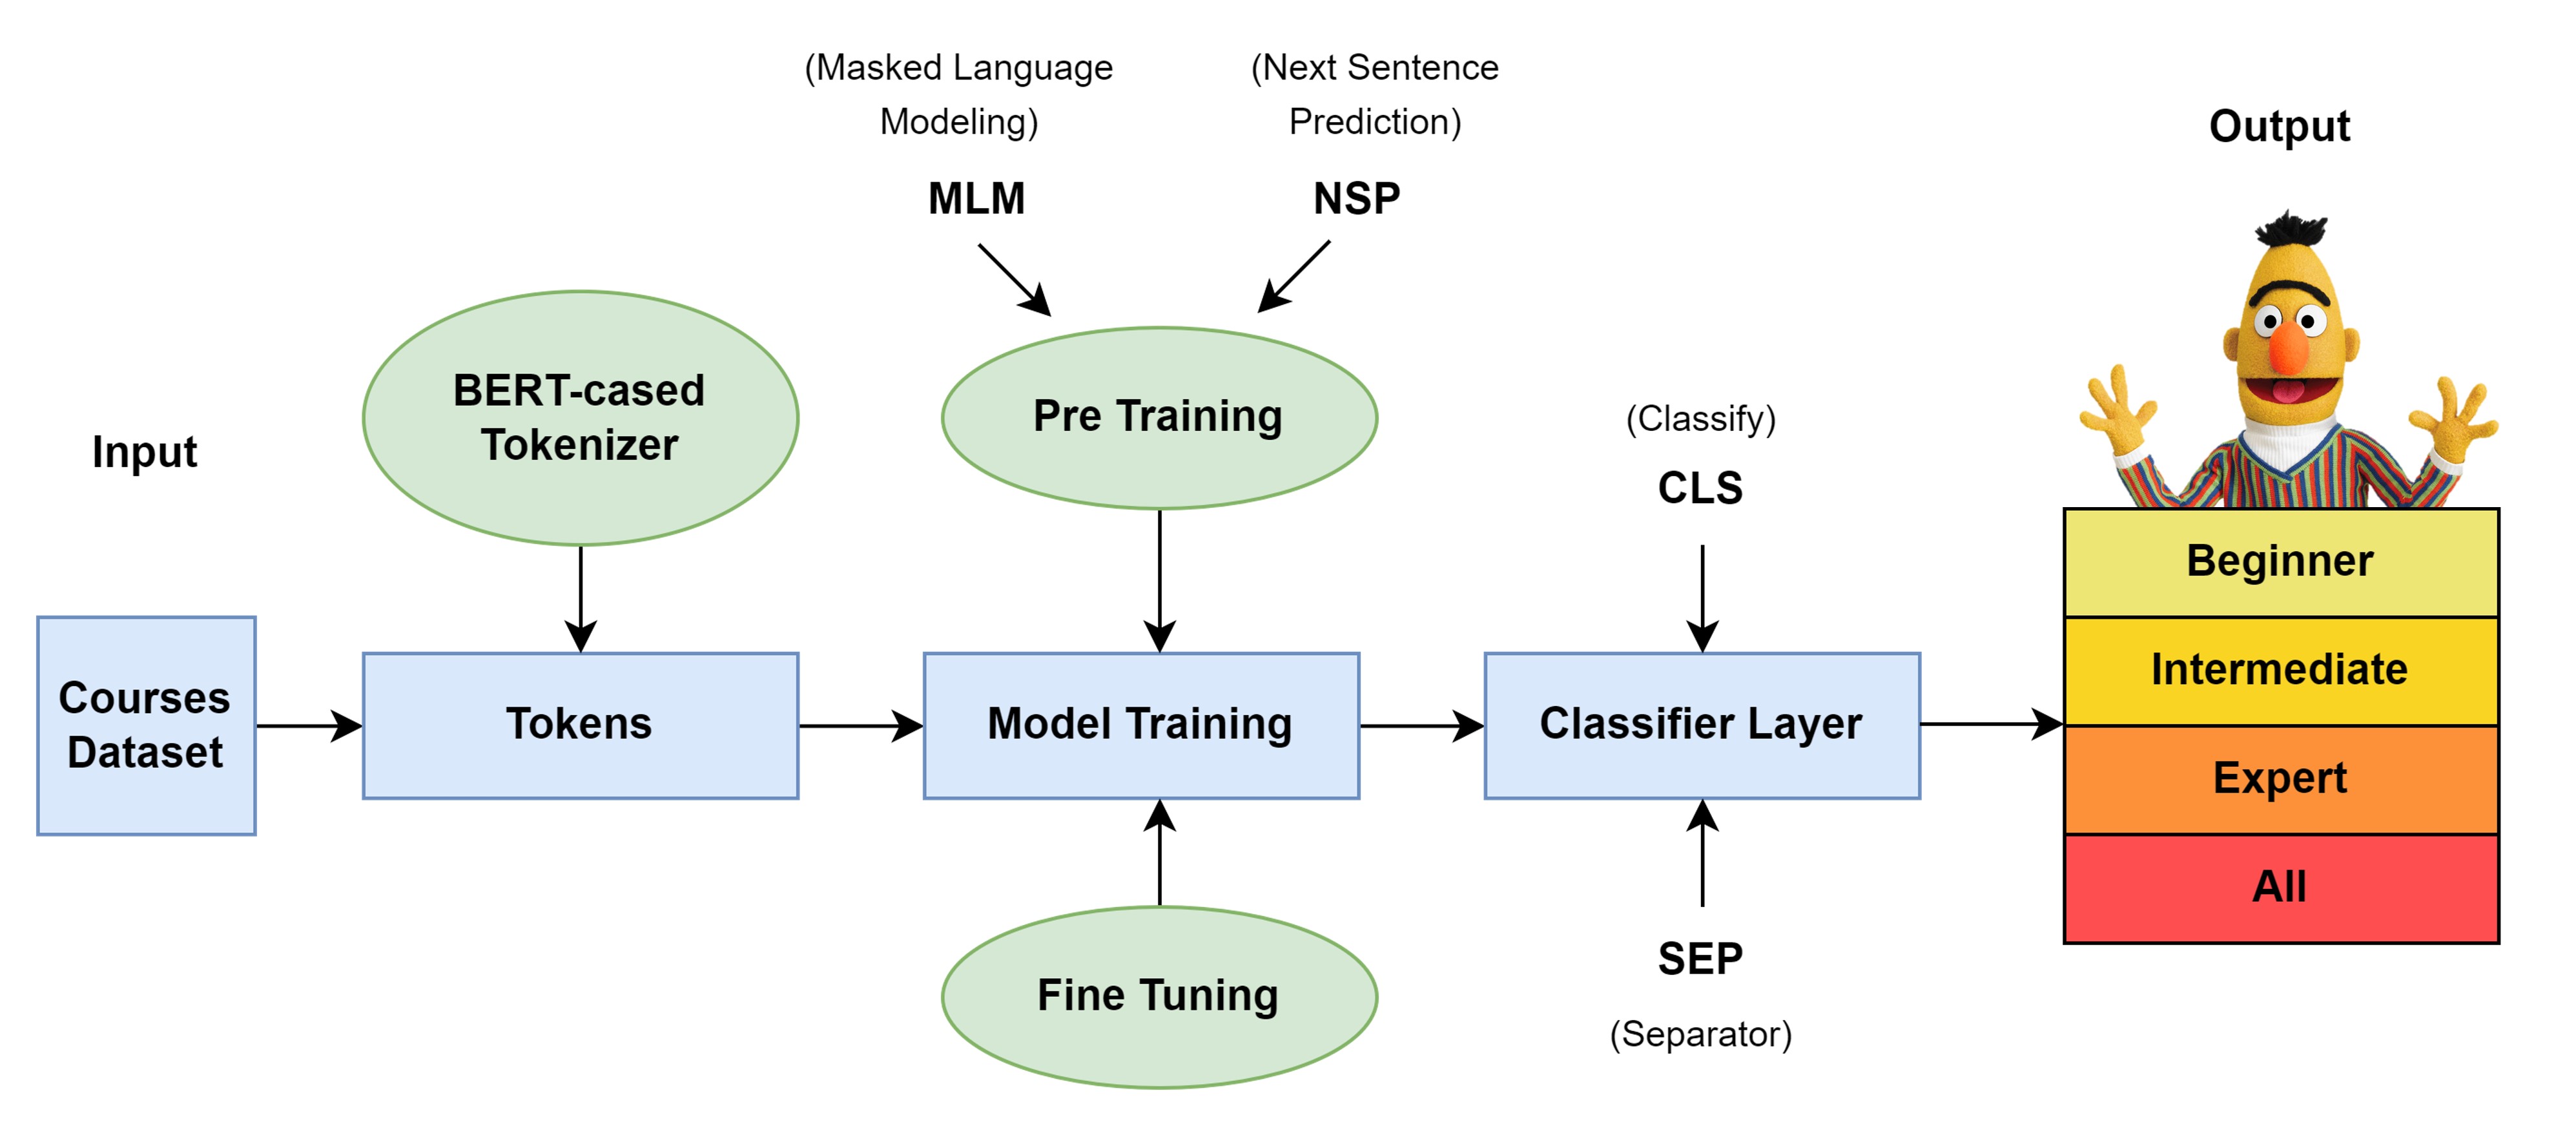 (Masked Language
Modeling)
MLM
(Next Sentence
Prediction)
NSP
Output
Input
BERT-cased
Tokenizer
Pre Training
(Classify)
CLS
Courses
Dataset
Tokens
Model Training
Classifier Layer
Beginner
Intermediate
Expert
All
Fine Tuning
SEP
(Separator)